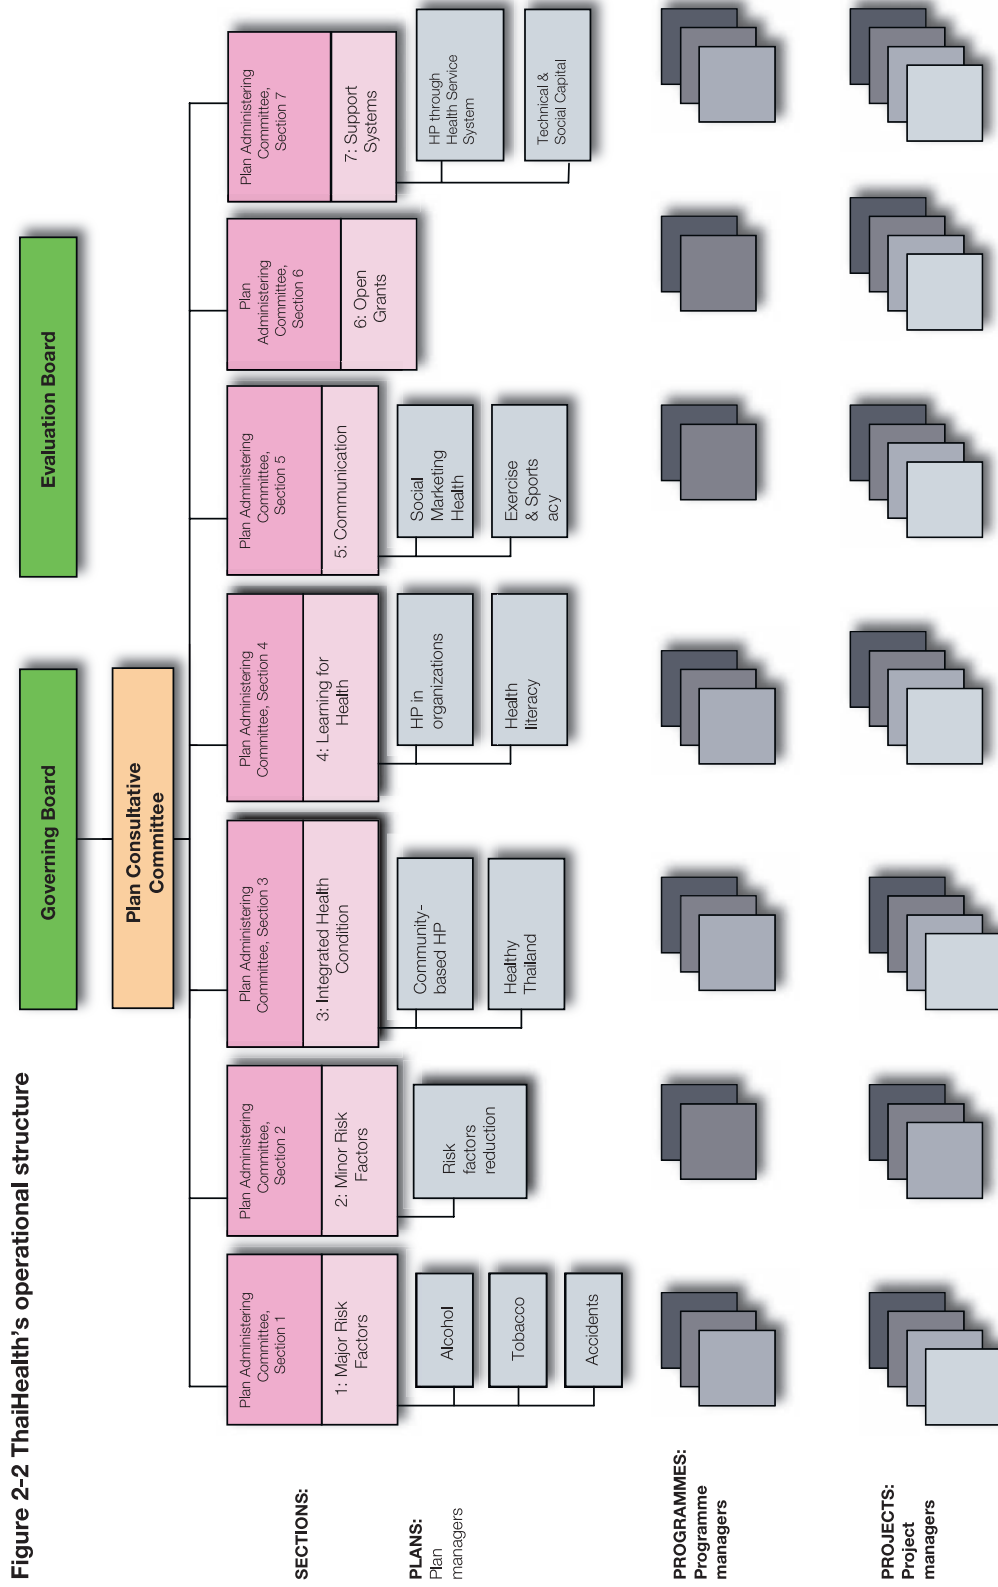 Figure 2-2 ThaiHealth's operational structure
Governing Board
Evaluation Board
Plan Consultative
Committee
SECTIONS:
Plan Administering
Committee,
Section 1
1: Major Risk
Factors
Plan Administering
Committee,
Section 2
2: Minor Risk
Factors
Plan Administering
Committee, Section 3
3: Integrated Health
Condition
Plan Administering
Committee, Section 4
4: Learning for
Health
Plan Administering
Committee,
Section 5
5: Communication
Plan
Administering
Committee,
Section 6
6: Open
Grants
Plan Administering
Committee,
Section 7
7: Support
Systems
PLANS:
Plan
managers
Alcohol
Tobacco
Accidents
Risk
factors
reduction
Community-
based HP
Healthy
Thailand
HP in
organizations
Health
literacy
Social
Marketing
Health
Exercise
& Sports
acy
HP through
Health Service
System
Technical &
Social Capital
PROGRAMMES:
Programme
managers
PROJECTS:
Project
managers